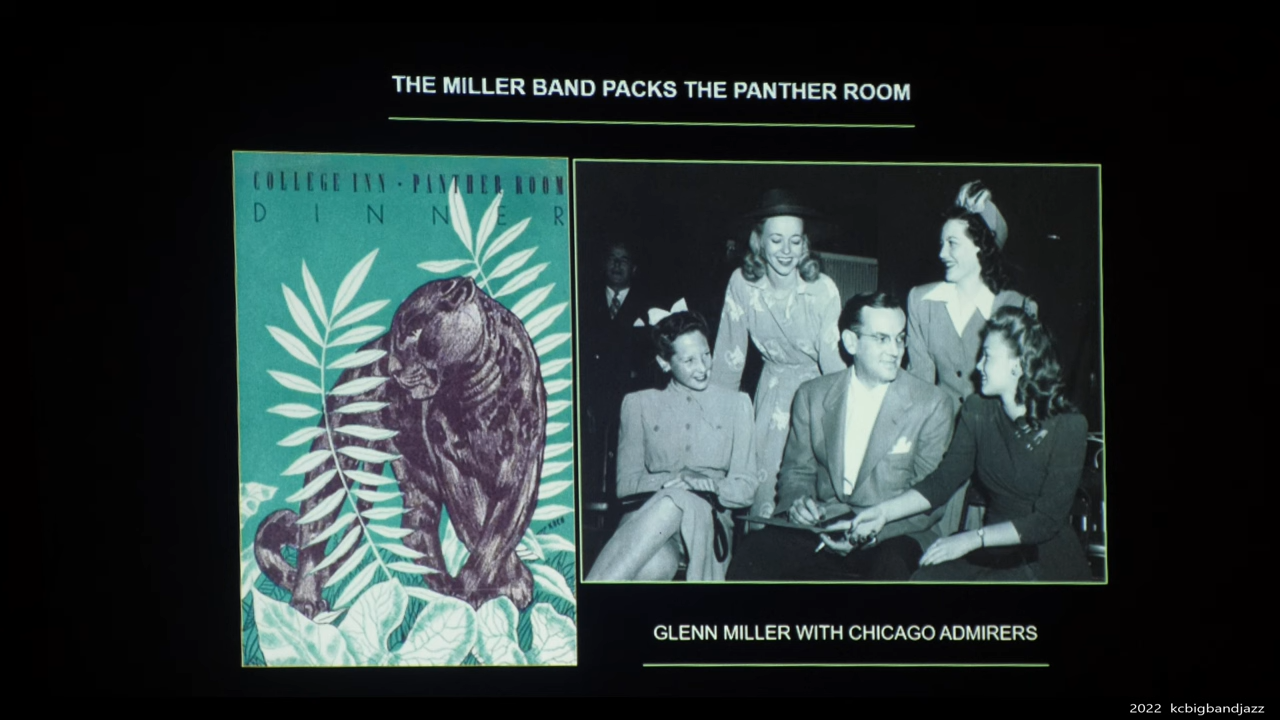 THE MILLER BAND PACKS THE PANTHER ROOM
COLLEGE INN · PANTHER ROOM
DINNER
GLENN MILLER WITH CHICAGO ADMIRERS
2022 kcbigbandjazz